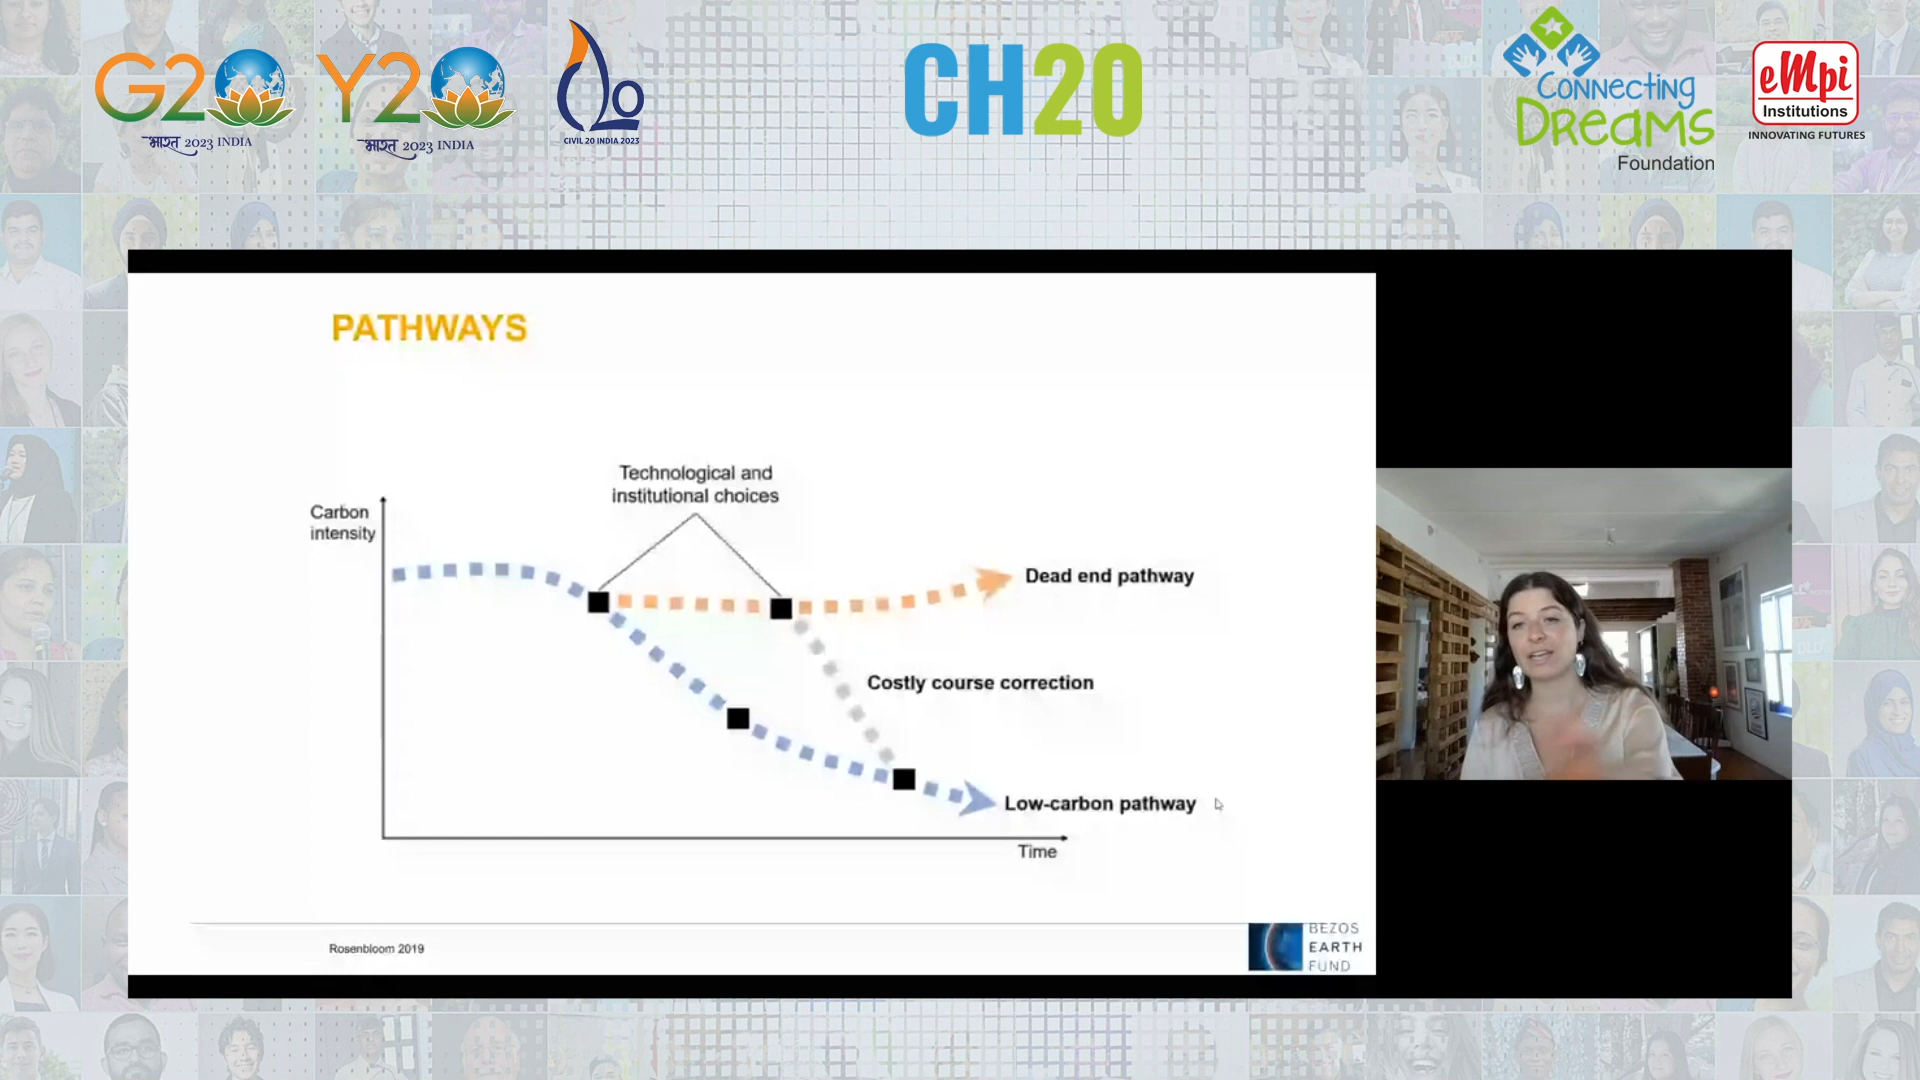 G20
भारत 2023 INDIA
Y20
भारत 2023 INDIA
CIVIL 20 INDIA 2023
CH20
CONNECTING
DREAMS
Foundation
eMpi
Institutions
INNOVATING FUTURES
PATHWAYS
Technological and
institutional choices
Carbon
intensity
Dead end pathway
Costly course correction
Low-carbon pathway
Time
Rosenbloom 2019
BEZOS
EARTH
FUND